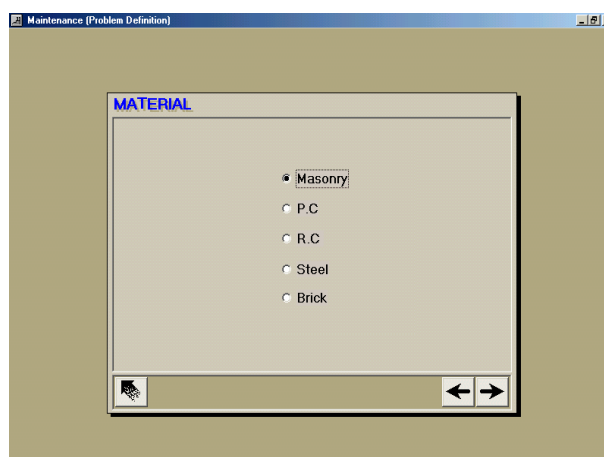 Maintenance (Problem Definition)
MATERIAL
Masonry
P.C
R.C
Steel
Brick